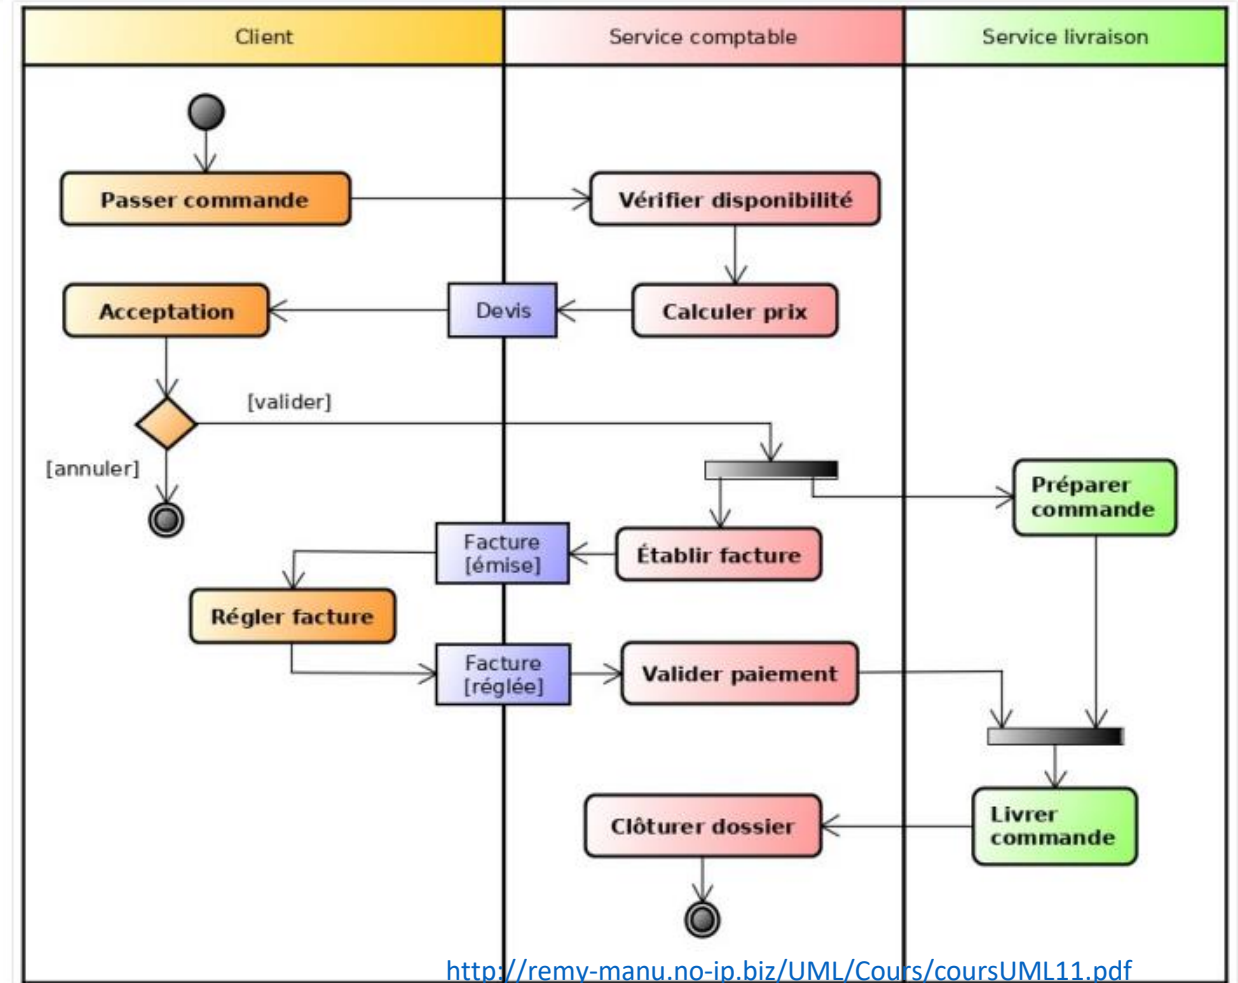 Client
Service comptable
Service livraison
Passer commande
Vérifier disponibilité
Acceptation
Devis
Calculer prix
[valider]
[annuler]
Préparer
commande
Facture
[émise]
Établir facture
Régler facture
Facture
[réglée]
Valider paiement
Clôturer dossier
Livrer
commande
http://remy-manu.no-ip.biz/UML/Cours/coursUML11.pdf